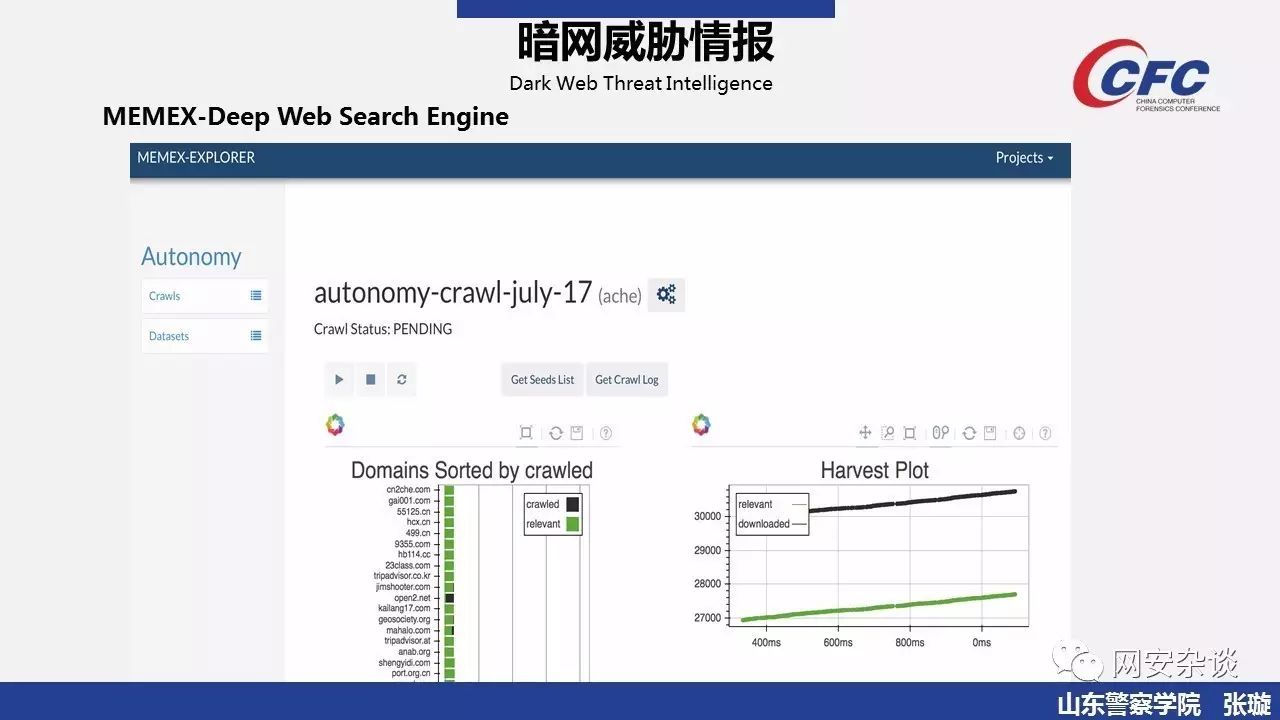 暗网威胁情报
Dark Web Threat Intelligence
CFC
CHINA COMPUTER
FORENSICS CONFERENCE
MEMEX-Deep Web Search Engine
MEMEX-EXPLORER
Projects
Autonomy
Crawls
Datasets
autonomy-crawl-july-17 (ache)
Crawl Status: PENDING
Get Seeds List
Get Crawl Log
Domains Sorted by crawled
cn2che.com
gai001.com
55125.cn
hcx.cn
499.cn
9355.com
hb114.cc
23class.com
tripadvisor.co.kr
jimshooter.com
open2.net
kailang17.com
geosociety.org
mahalo.com
tripadvisor.at
anab.org
shengyidi.com
port.org.cn
crawled
relevant
Harvest Plot
relevant
downloaded
30000
29000
28000
27000
400ms
600ms
800ms
0ms
网安杂谈
山东警察学院 张璇